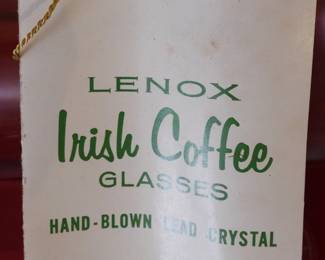 LENOX
Irish Coffee
GLASSES
HAND-BLOWN LEAD CRYSTAL